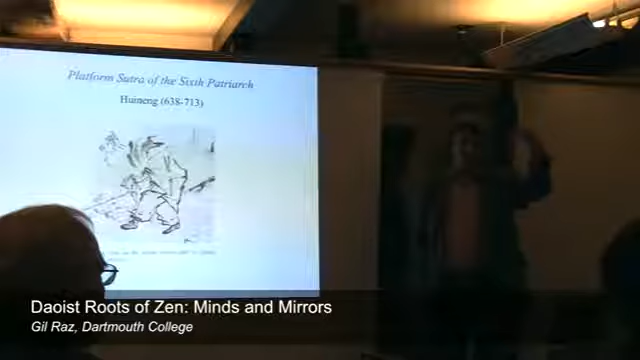 Platform Sutra of the Sixth Patriarch
Huineng (638-713)
Daoist Roots of Zen: Minds and Mirrors
Gil Raz, Dartmouth College